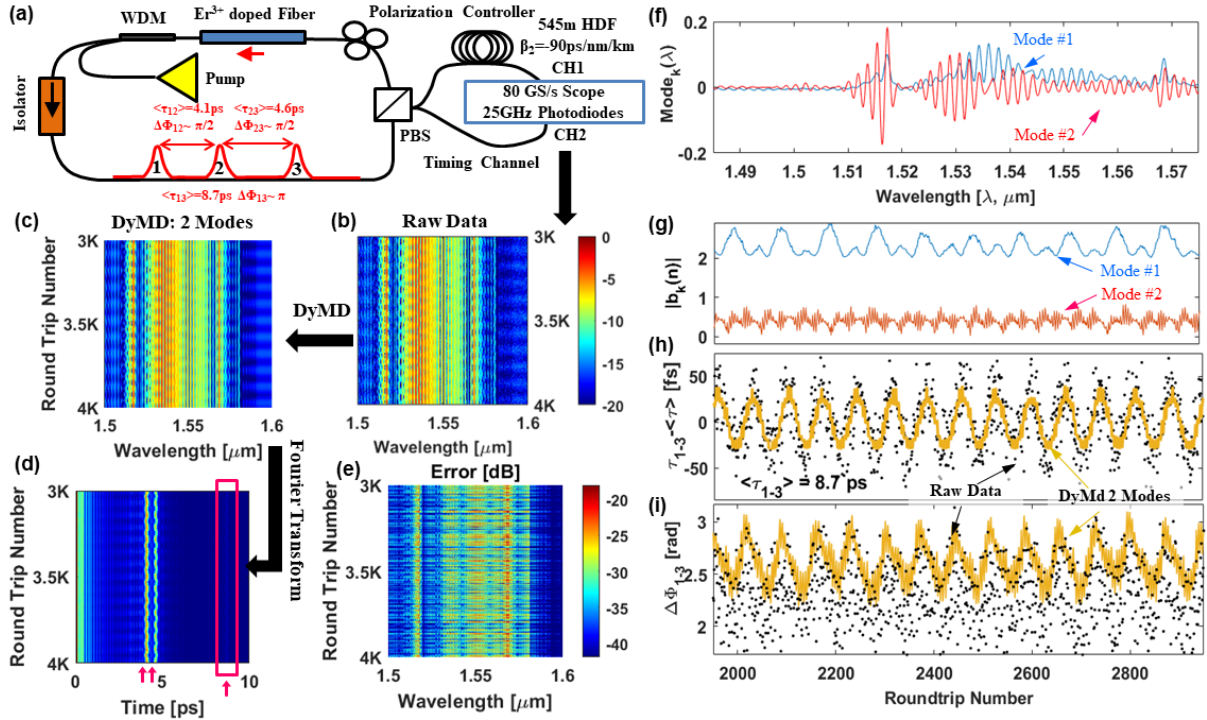 (a)
WDM
Er³⁺ doped Fiber
Polarization Controller
545m HDF
β₂=-90ps/nm/km
CH1
80 GS/s Scope
25GHz Photodiodes
CH2
Isolator
Pump
PBS
Timing Channel
<τ₁₂>=4.1ps
ΔΦ₁₂~ π/2
<τ₂₃>=4.6ps
ΔΦ₂₃~ π/2
1
2
3
<τ₁₃>=8.7ps ΔΦ₁₃~ π
(c)
DyMD: 2 Modes
Round Trip Number
3K
3.5K
4K
1.5
1.55
1.6
Wavelength [μm]
DyMD
(b)
Raw Data
3K
3.5K
4K
1.5
1.55
1.6
Wavelength [μm]
0
-5
-10
-15
-20
Fourier Transform
(d)
Round Trip Number
3K
3.5K
4K
0
5
10
Time [ps]
(e)
Error [dB]
Round Trip Number
3K
3.5K
4K
1.5
1.55
1.6
Wavelength [μm]
-20
-25
-30
-35
-40
(f)
Modeₖ(λ)
0.2
0
-0.2
Mode #1
Mode #2
1.49
1.5
1.51
1.52
1.53
1.54
1.55
1.56
1.57
Wavelength [λ, μm]
(g)
|bₖ(n)|
2
1
0
Mode #1
Mode #2
(h)
τ₁₋₃-<τ> [fs]
50
0
-50
<τ₁₋₃> = 8.7 ps
Raw Data
DyMd 2 Modes
(i)
ΔΦ₁₋₃ [rad]
3
2.5
2
2000
2200
2400
2600
2800
Roundtrip Number